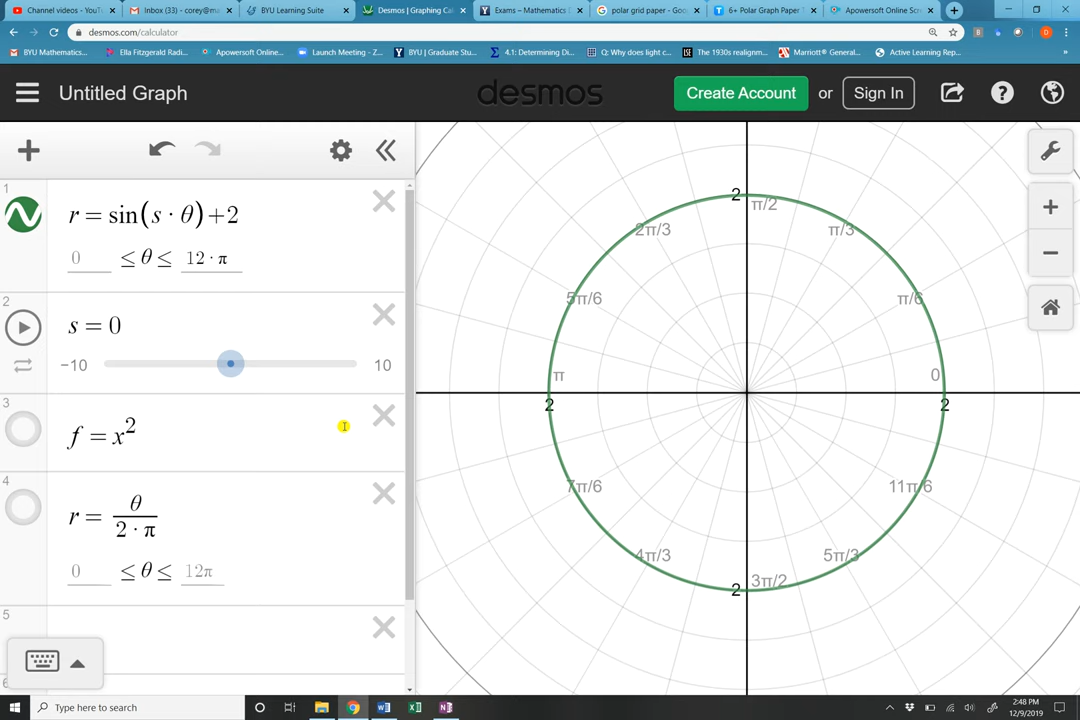 Channel videos - YouT
Inbox (33) - corey@ma
BYU Learning Suite
Desmos | Graphing Ca
Exams – Mathematics
polar grid paper - Goo
6+ Polar Graph Paper
Apowersoft Online Scr
desmos.com/calculator
BYU Mathematics...
Ella Fitzgerald Radi...
Apowersoft Online...
Launch Meeting - Z...
BYU | Graduate Stu...
4.1: Determining Di...
Q: Why does light c...
The 1930s realignm...
Marriott® General...
Active Learning Rep...
Untitled Graph
desmos
Create Account
or
Sign In
1
r = sin(s · θ) + 2
0 ≤ θ ≤ 12 · π
2
s = 0
−10
10
3
f = x²
4
r = θ / 2 · π
0 ≤ θ ≤ 12π
5
6
2
π/2
2π/3
π/3
5π/6
π/6
π
0
2
2
7π/6
11π/6
4π/3
5π/3
3π/2
2
Type here to search
2:48 PM
12/9/2019